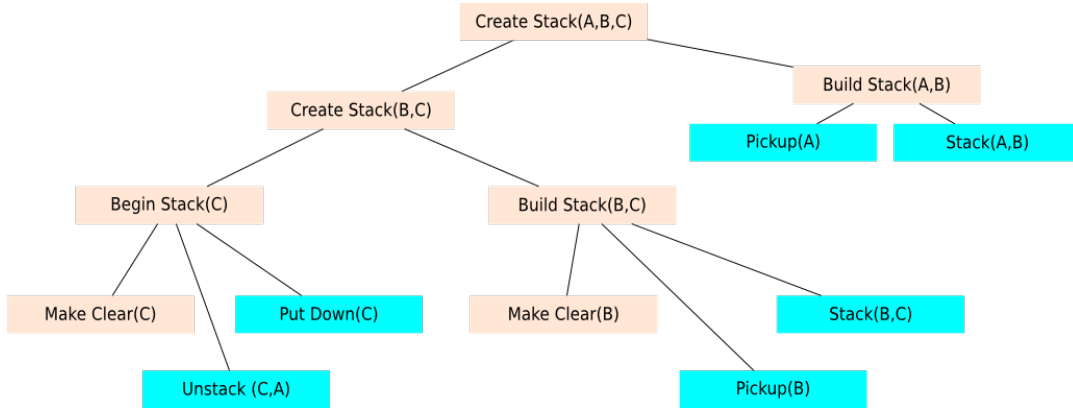 Create Stack(A,B,C)
Build Stack(A,B)
Create Stack(B,C)
Pickup(A)
Stack(A,B)
Begin Stack(C)
Build Stack(B,C)
Make Clear(C)
Put Down(C)
Make Clear(B)
Stack(B,C)
Unstack (C,A)
Pickup(B)